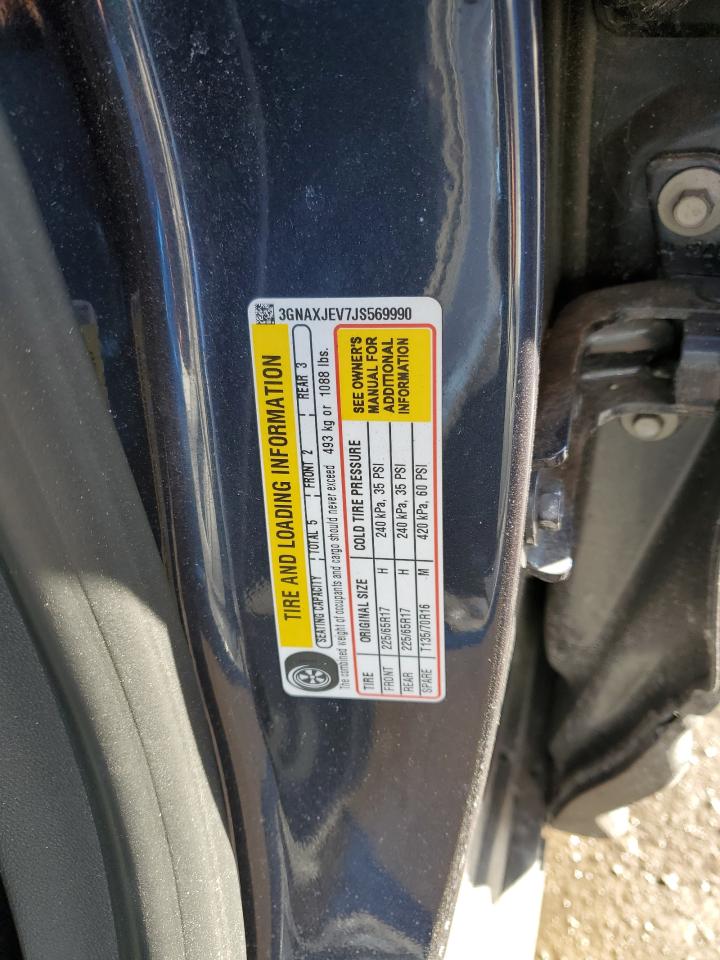 3GNAXJEV7JS569990
TIRE AND LOADING INFORMATION
SEATING CAPACITY TOTAL 5 FRONT 2 REAR 3
The combined weight of occupants and cargo should never exceed 493 kg or 1088 lbs.
TIRE ORIGINAL SIZE COLD TIRE PRESSURE
FRONT 225/65R17 H 240 kPa, 35 PSI
REAR 225/65R17 H 240 kPa, 35 PSI
SPARE T135/70R16 M 420 kPa, 60 PSI
SEE OWNER'S
MANUAL FOR
ADDITIONAL
INFORMATION